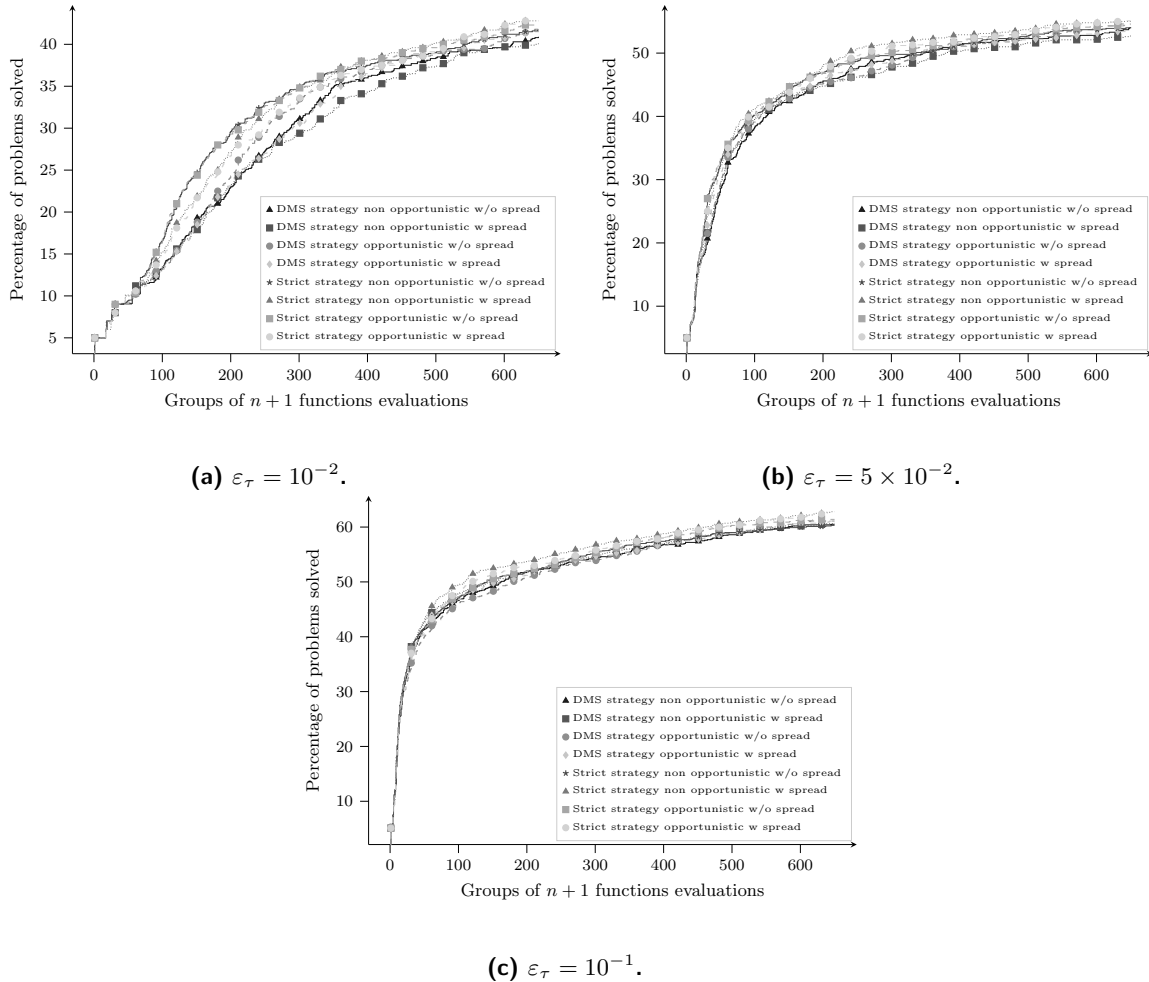 40
35
30
25
20
15
10
5
Percentage of problems solved
DMS strategy non opportunistic w/o spread
DMS strategy non opportunistic w spread
DMS strategy opportunistic w/o spread
DMS strategy opportunistic w spread
Strict strategy non opportunistic w/o spread
Strict strategy non opportunistic w spread
Strict strategy opportunistic w/o spread
Strict strategy opportunistic w spread
0 100 200 300 400 500 600
Groups of n + 1 functions evaluations
(a) ε_τ = 10⁻².
50
40
30
20
10
Percentage of problems solved
DMS strategy non opportunistic w/o spread
DMS strategy non opportunistic w spread
DMS strategy opportunistic w/o spread
DMS strategy opportunistic w spread
Strict strategy non opportunistic w/o spread
Strict strategy non opportunistic w spread
Strict strategy opportunistic w/o spread
Strict strategy opportunistic w spread
0 100 200 300 400 500 600
Groups of n + 1 functions evaluations
(b) ε_τ = 5 × 10⁻².
60
50
40
30
20
10
Percentage of problems solved
DMS strategy non opportunistic w/o spread
DMS strategy non opportunistic w spread
DMS strategy opportunistic w/o spread
DMS strategy opportunistic w spread
Strict strategy non opportunistic w/o spread
Strict strategy non opportunistic w spread
Strict strategy opportunistic w/o spread
Strict strategy opportunistic w spread
0 100 200 300 400 500 600
Groups of n + 1 functions evaluations
(c) ε_τ = 10⁻¹.